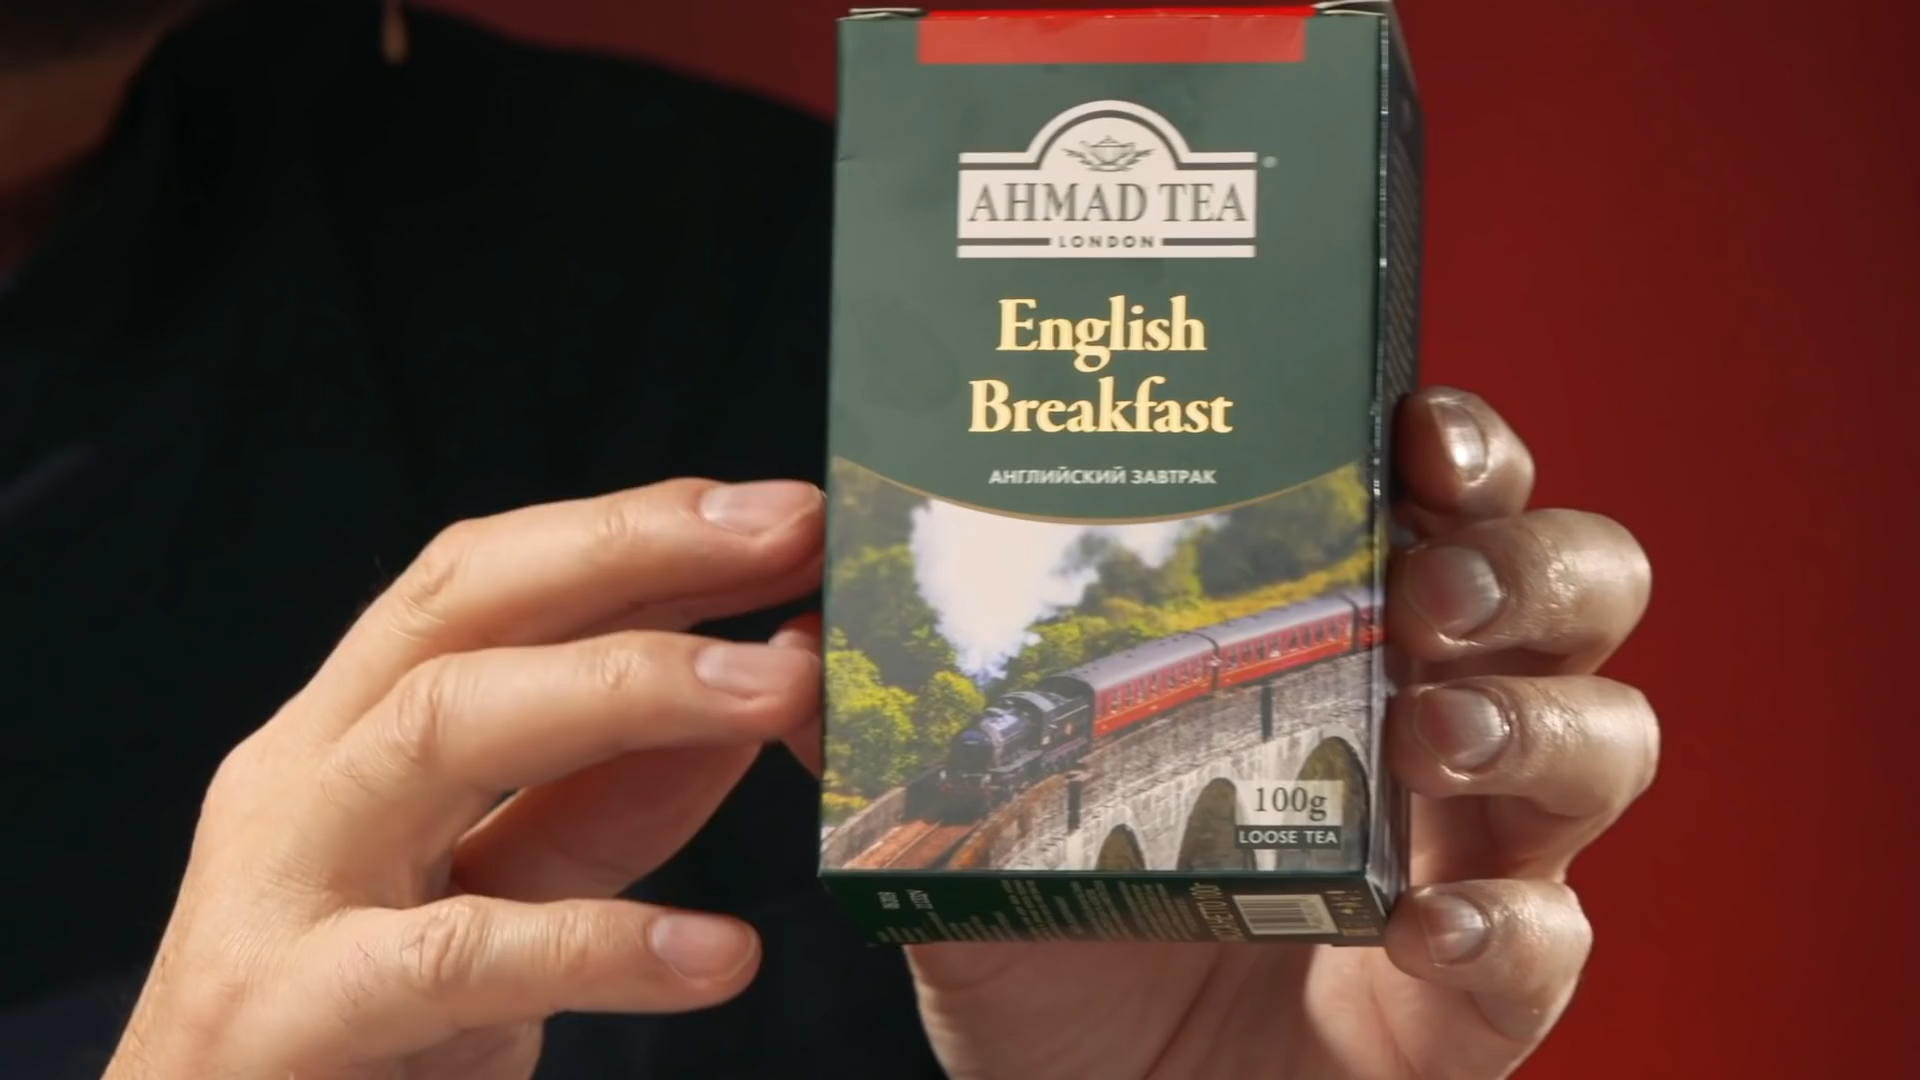 AHMAD TEA
LONDON
English
Breakfast
АНГЛИЙСКИЙ ЗАВТРАК
100g
LOOSE TEA